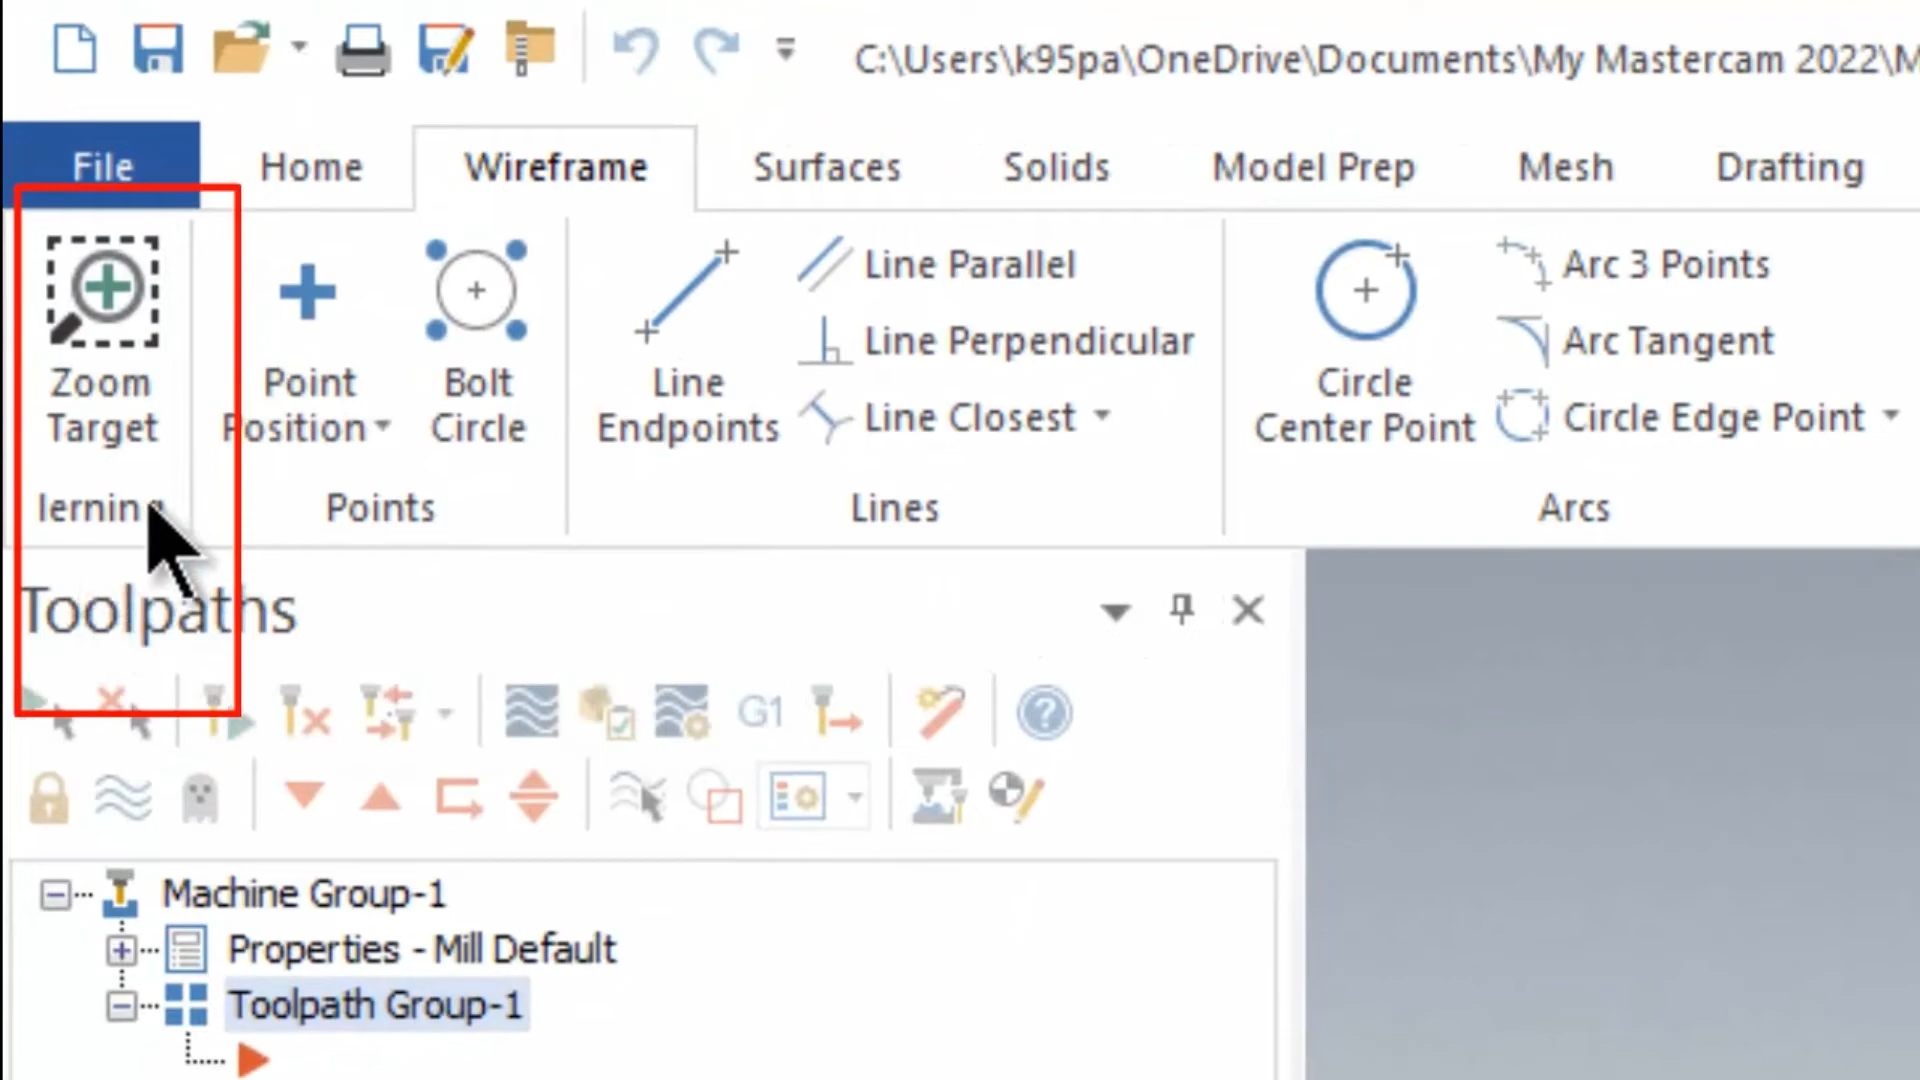 C:\Users\k95pa\OneDrive\Documents\My Mastercam 2022\M
File Home Wireframe Surfaces Solids Model Prep Mesh Drafting
Zoom Target
Point Position
Bolt Circle
Line Endpoints
Line Parallel
Line Perpendicular
Line Closest
Circle Center Point
Arc 3 Points
Arc Tangent
Circle Edge Point
lerning Points Lines Arcs
Toolpaths
G1
Machine Group-1
Properties - Mill Default
Toolpath Group-1